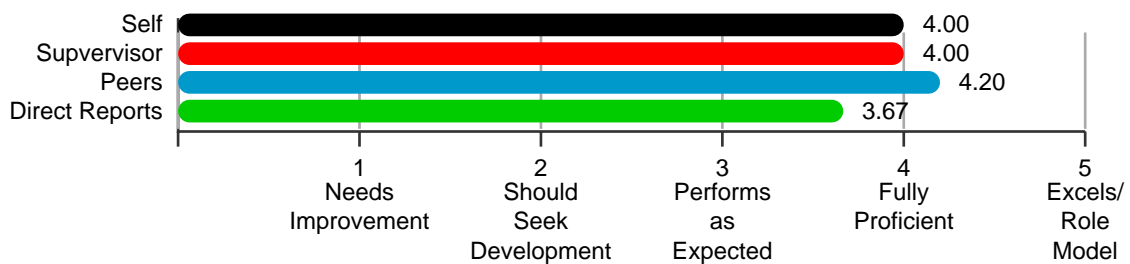 Self 4.00
Supvervisor 4.00
Peers 4.20
Direct Reports 3.67
1 2 3 4 5
Needs Should Performs Fully Excels/
Improvement Seek as Proficient Role
Development Expected Model